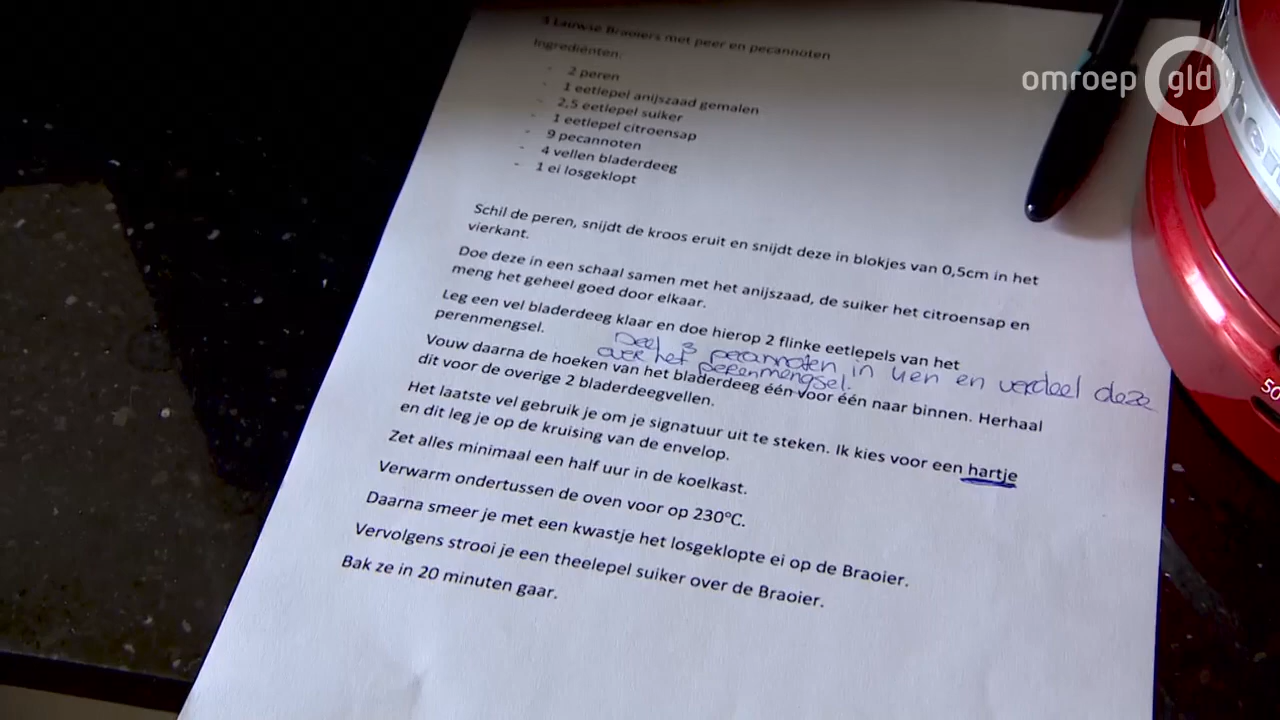 3 Lauwse Braoiers met peer en pecannoten
Ingrediënten:
- 2 peren
- 1 eetlepel anijszaad gemalen
- 2,5 eetlepel suiker
- 1 eetlepel citroensap
- 9 pecannoten
- 4 vellen bladerdeeg
- 1 ei losgeklopt
Schil de peren, snijdt de kroos eruit en snijdt deze in blokjes van 0,5cm in het
vierkant.
Doe deze in een schaal samen met het anijszaad, de suiker het citroensap en
meng het geheel goed door elkaar.
Leg een vel bladerdeeg klaar en doe hierop 2 flinke eetlepels van het
perenmengsel.
Deel 3 pecannoten in 4en en verdeel deze
over het perenmengsel.
Vouw daarna de hoeken van het bladerdeeg één voor één naar binnen. Herhaal
dit voor de overige 2 bladerdeegvellen.
Het laatste vel gebruik je om je signatuur uit te steken. Ik kies voor een hartje
en dit leg je op de kruising van de envelop.
Zet alles minimaal een half uur in de koelkast.
Verwarm ondertussen de oven voor op 230°C.
Daarna smeer je met een kwastje het losgeklopte ei op de Braoier.
Vervolgens strooi je een theelepel suiker over de Braoier.
Bak ze in 20 minuten gaar.
omroep gld
50